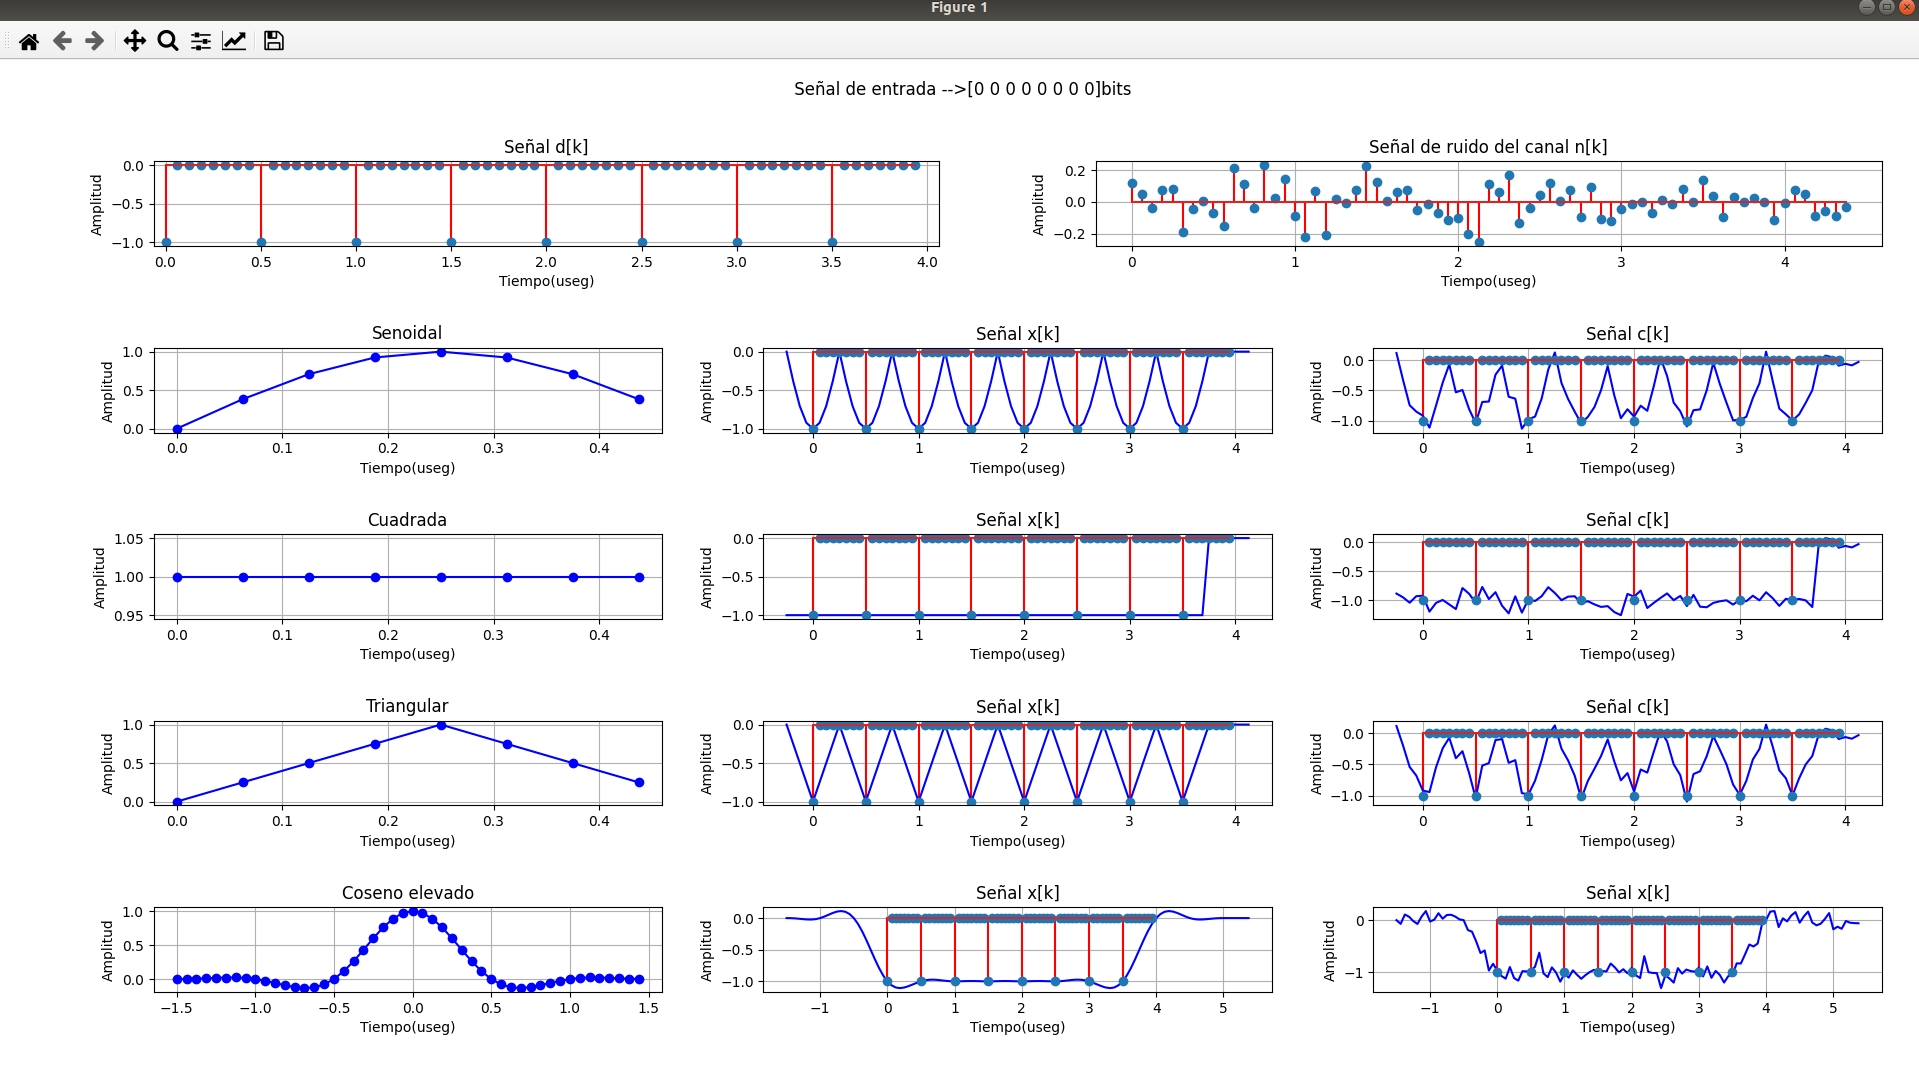 Figure 1
Señal de entrada -->[0 0 0 0 0 0 0 0]bits
Señal d[k]
Amplitud
0.0
−0.5
−1.0
0.0 0.5 1.0 1.5 2.0 2.5 3.0 3.5 4.0
Tiempo(useg)
Señal de ruido del canal n[k]
Amplitud
0.2
0.0
−0.2
0 1 2 3 4
Tiempo(useg)
Senoidal
Amplitud
1.0
0.5
0.0
0.0 0.1 0.2 0.3 0.4
Tiempo(useg)
Señal x[k]
Amplitud
0.0
−0.5
−1.0
0 1 2 3 4
Tiempo(useg)
Señal c[k]
Amplitud
0.0
−0.5
−1.0
0 1 2 3 4
Tiempo(useg)
Cuadrada
Amplitud
1.05
1.00
0.95
0.0 0.1 0.2 0.3 0.4
Tiempo(useg)
Señal x[k]
Amplitud
0.0
−0.5
−1.0
0 1 2 3 4
Tiempo(useg)
Señal c[k]
Amplitud
0.0
−0.5
−1.0
0 1 2 3 4
Tiempo(useg)
Triangular
Amplitud
1.0
0.5
0.0
0.0 0.1 0.2 0.3 0.4
Tiempo(useg)
Señal x[k]
Amplitud
0.0
−0.5
−1.0
0 1 2 3 4
Tiempo(useg)
Señal c[k]
Amplitud
0.0
−0.5
−1.0
0 1 2 3 4
Tiempo(useg)
Coseno elevado
Amplitud
1.0
0.5
0.0
−1.5 −1.0 −0.5 0.0 0.5 1.0 1.5
Tiempo(useg)
Señal x[k]
Amplitud
0.0
−0.5
−1.0
−1 0 1 2 3 4 5
Tiempo(useg)
Señal x[k]
Amplitud
0
−1
−1 0 1 2 3 4 5
Tiempo(useg)